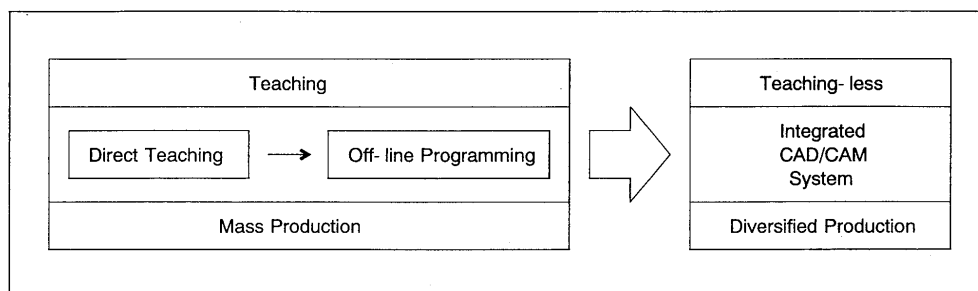 Teaching
Direct Teaching
Off- line Programming
Mass Production
Teaching- less
Integrated
CAD/CAM
System
Diversified Production